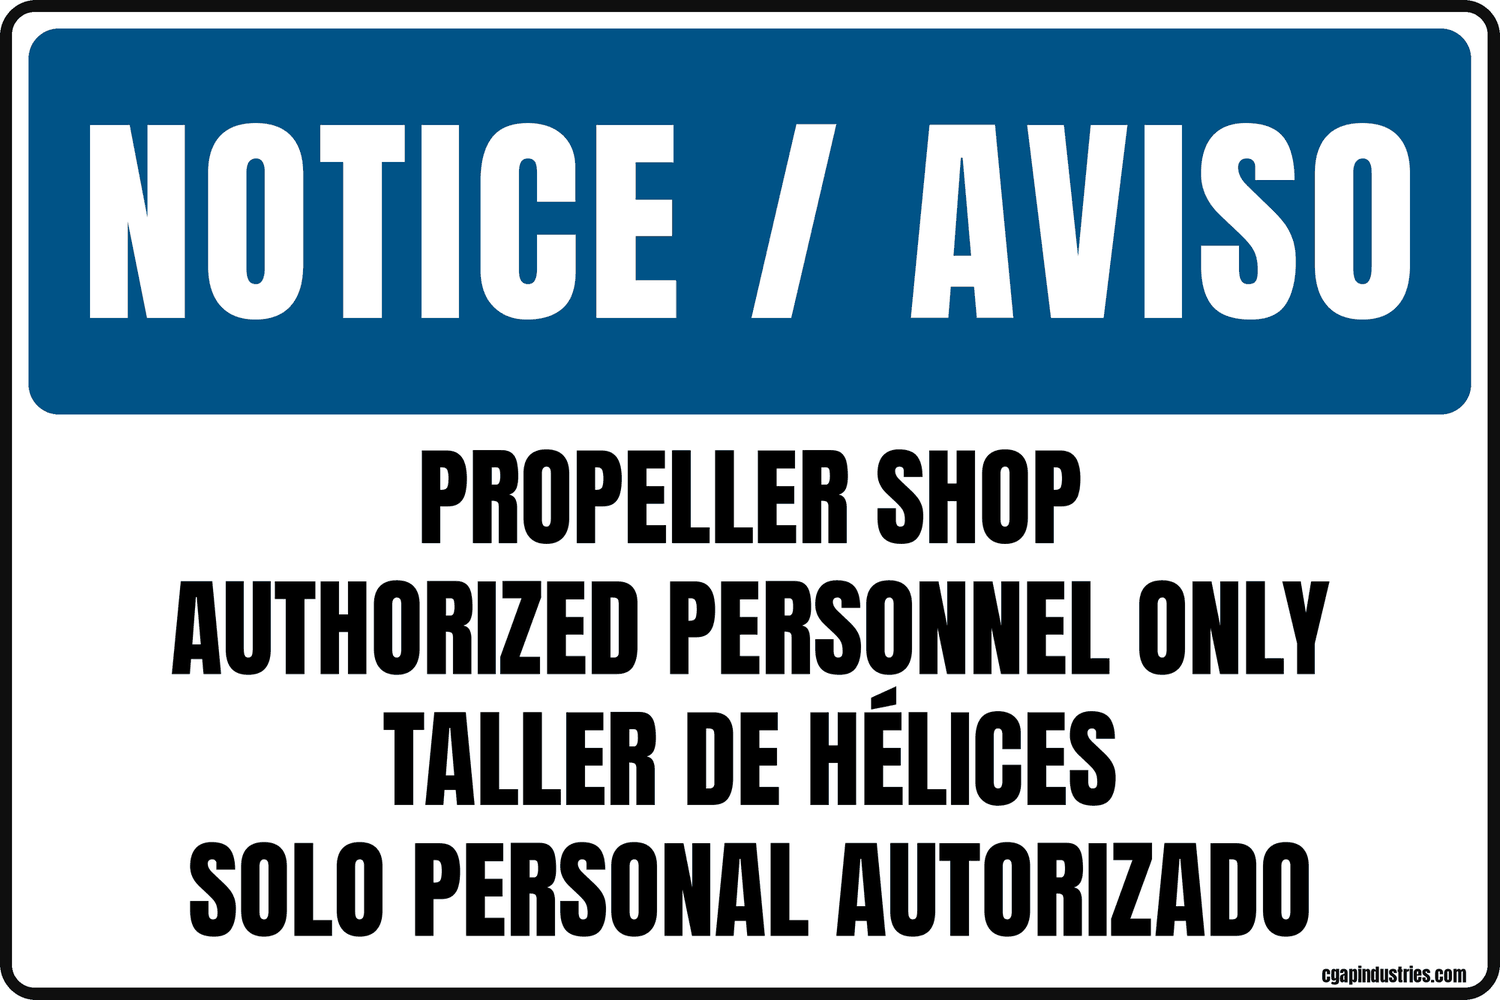 NOTICE / AVISO
PROPELLER SHOP
AUTHORIZED PERSONNEL ONLY
TALLER DE HÉLICES
SOLO PERSONAL AUTORIZADO
cgapindustries.com